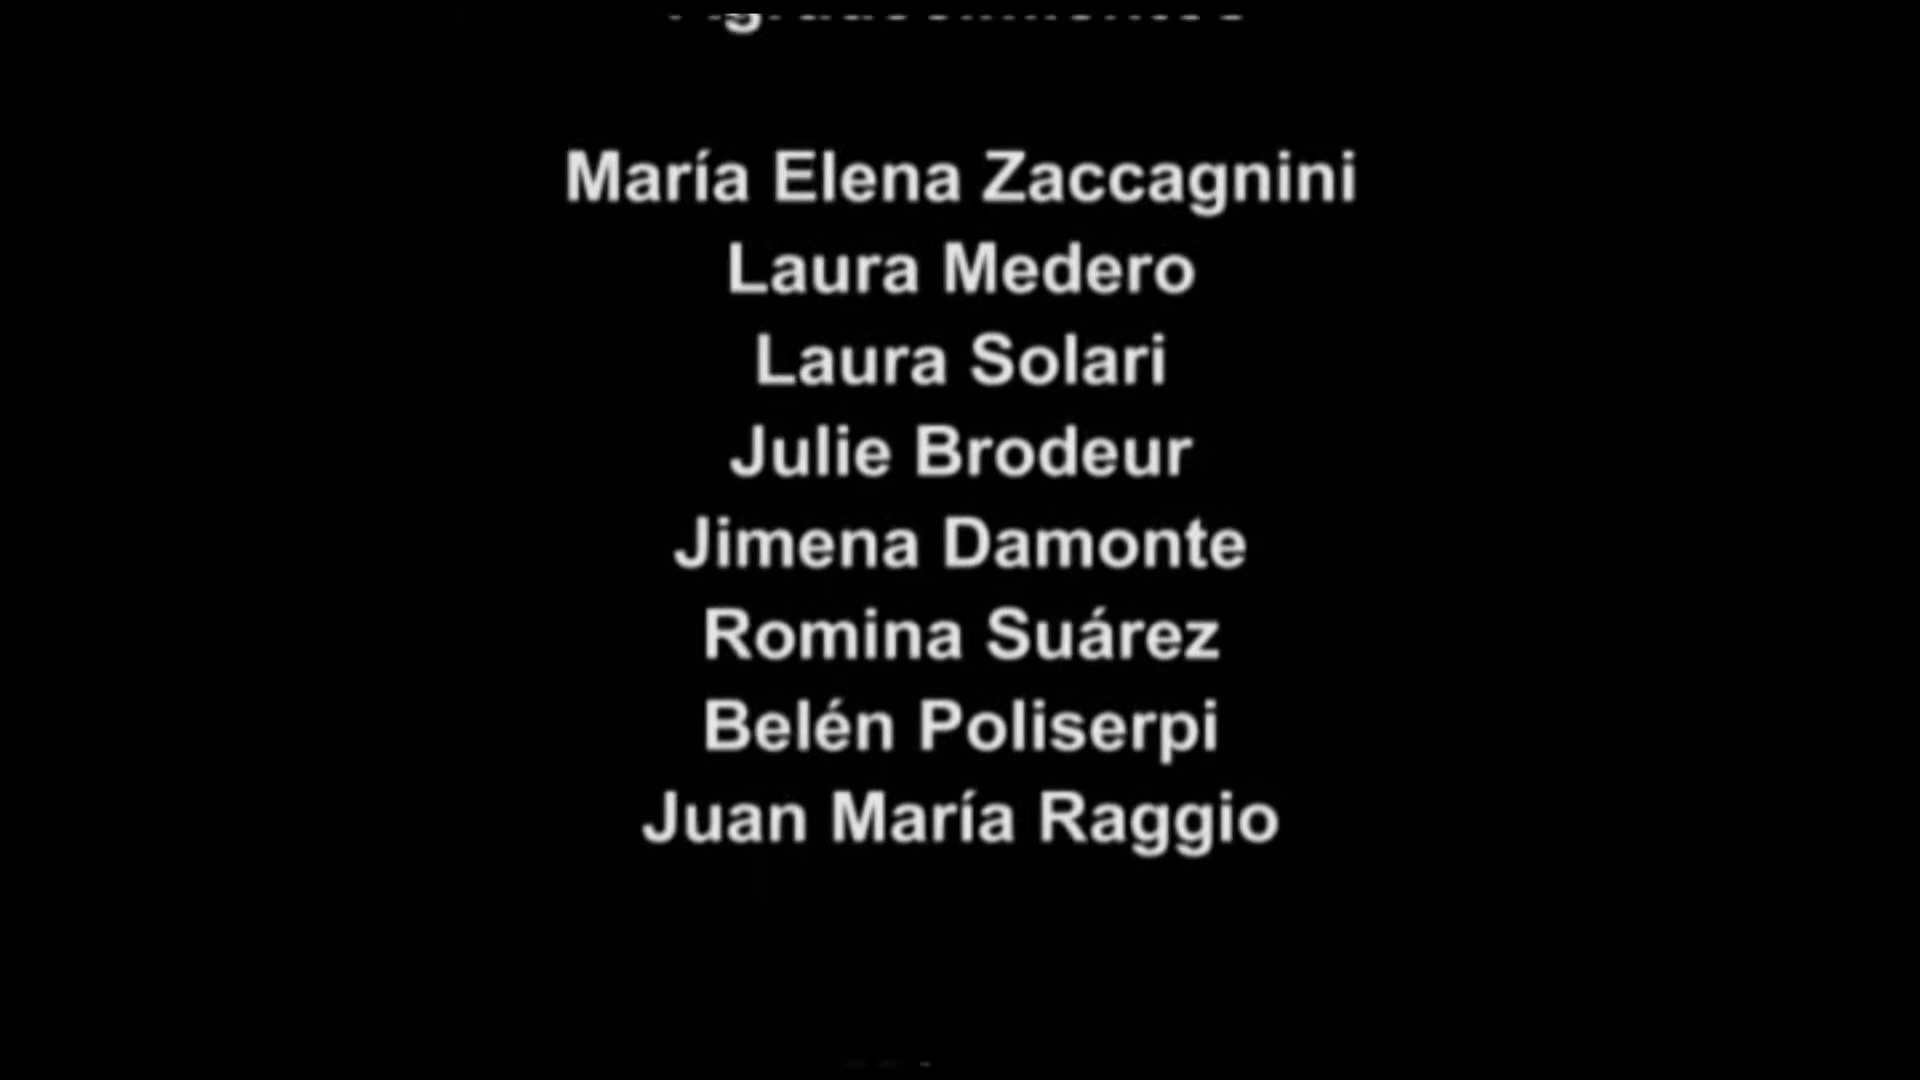 María Elena Zaccagnini
Laura Medero
Laura Solari
Julie Brodeur
Jimena Damonte
Romina Suárez
Belén Poliserpi
Juan María Raggio